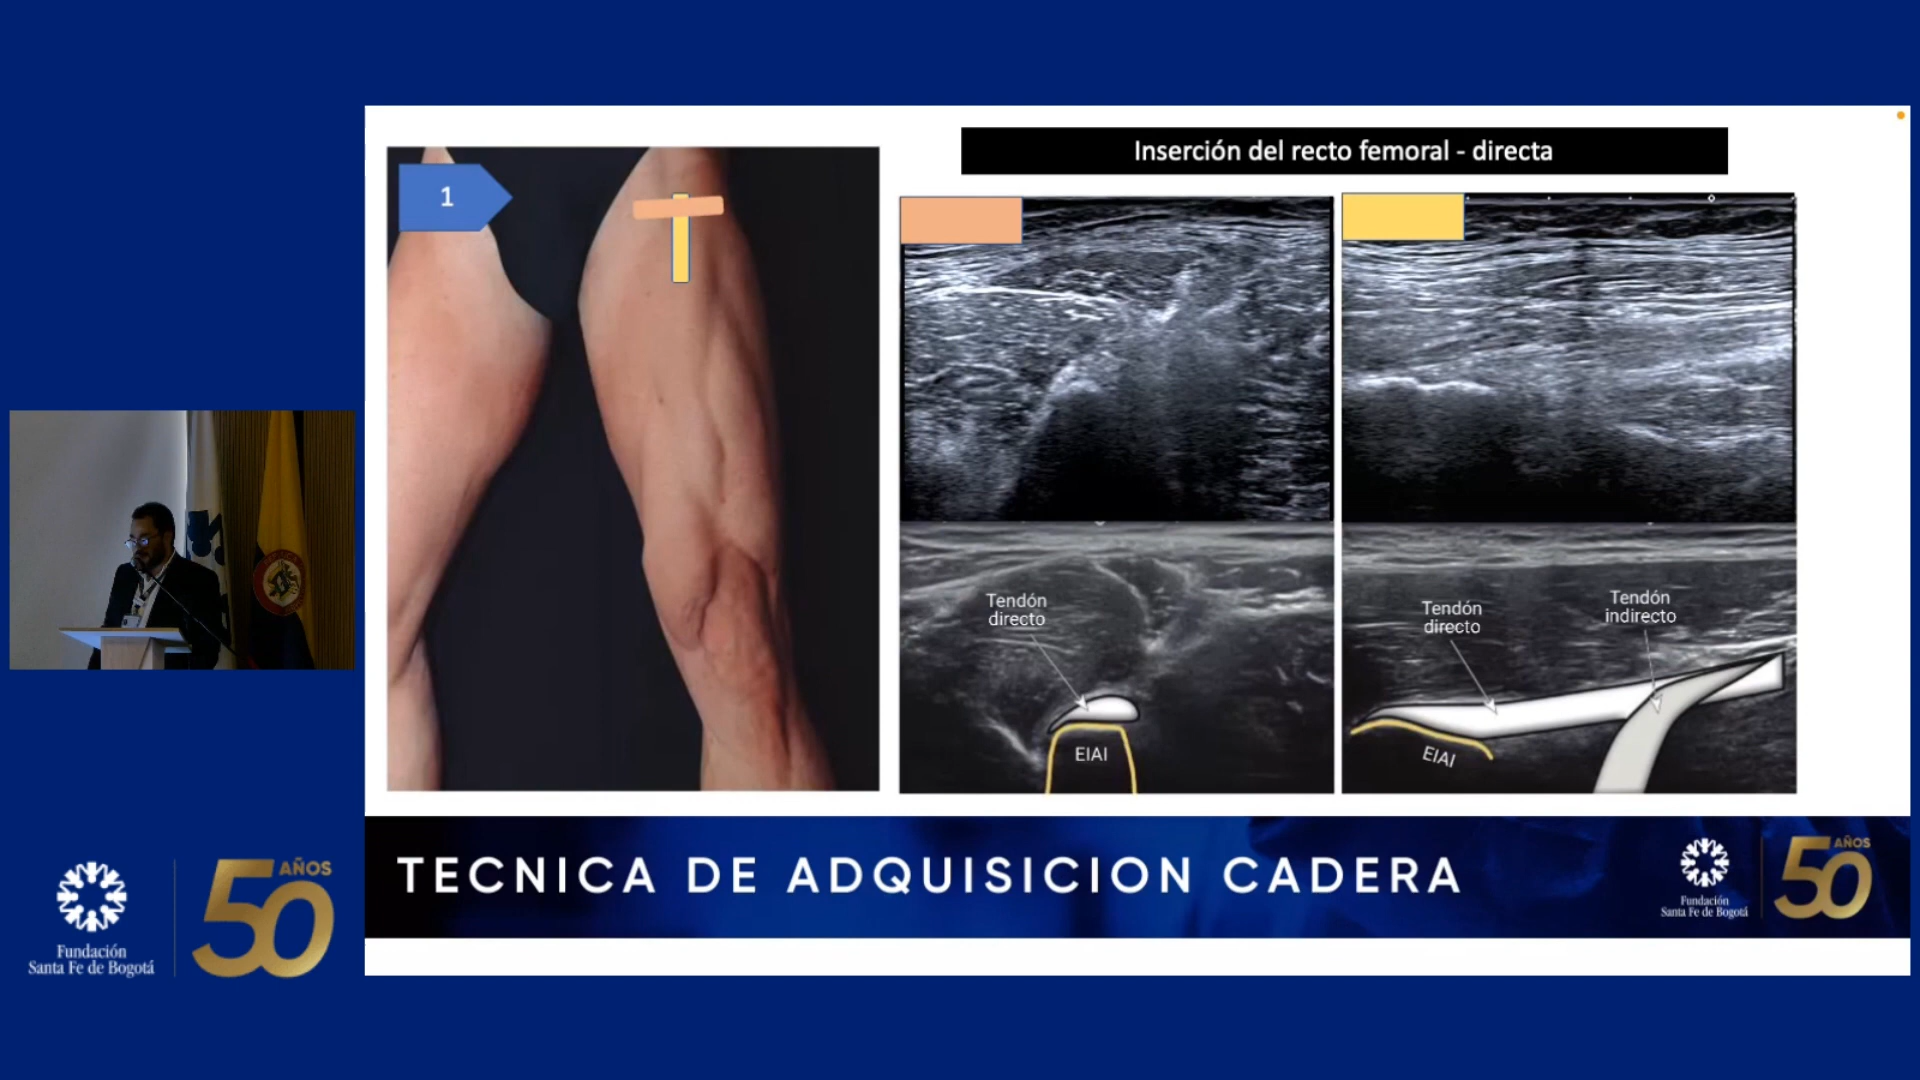 Inserción del recto femoral - directa
1
Tendón
directo
EIAI
Tendón
directo
Tendón
indirecto
EIAI
TECNICA DE ADQUISICION CADERA
Fundación
Santa Fe de Bogotá
50 AÑOS
Fundación
Santa Fe de Bogotá
50 AÑOS